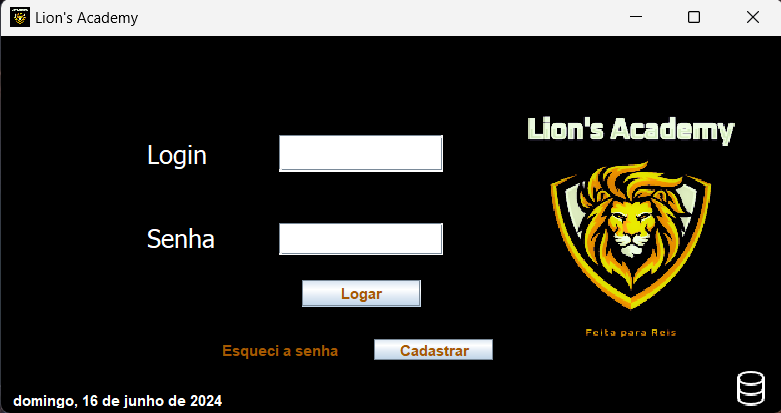 Lion's Academy
Lion's Academy
Login
Senha
Logar
Feita para Reis
Esqueci a senha
Cadastrar
domingo, 16 de junho de 2024